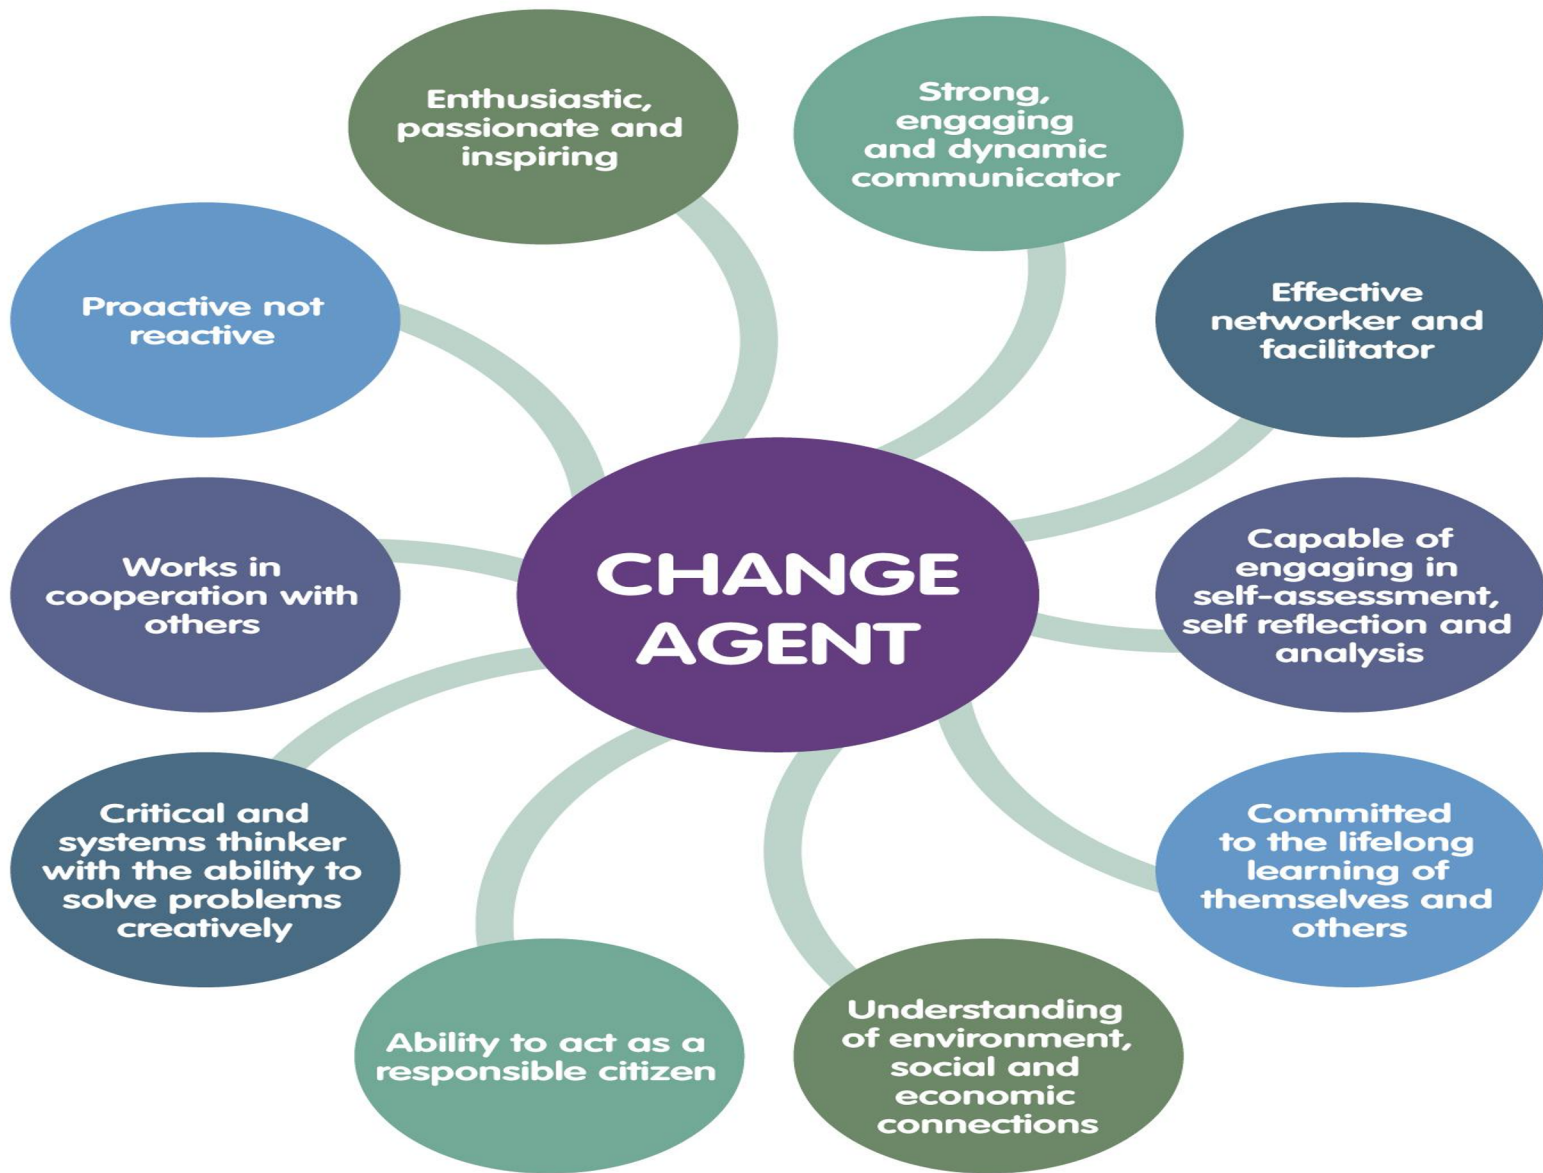 Enthusiastic,
passionate and
inspiring
Strong,
engaging
and dynamic
communicator
Effective
networker and
facilitator
Capable of
engaging in
self-assessment,
self reflection and
analysis
Committed
to the lifelong
learning of
themselves and
others
Understanding
of environment,
social and
economic
connections
Ability to act as a
responsible citizen
Critical and
systems thinker
with the ability to
solve problems
creatively
Works in
cooperation with
others
Proactive not
reactive
CHANGE
AGENT